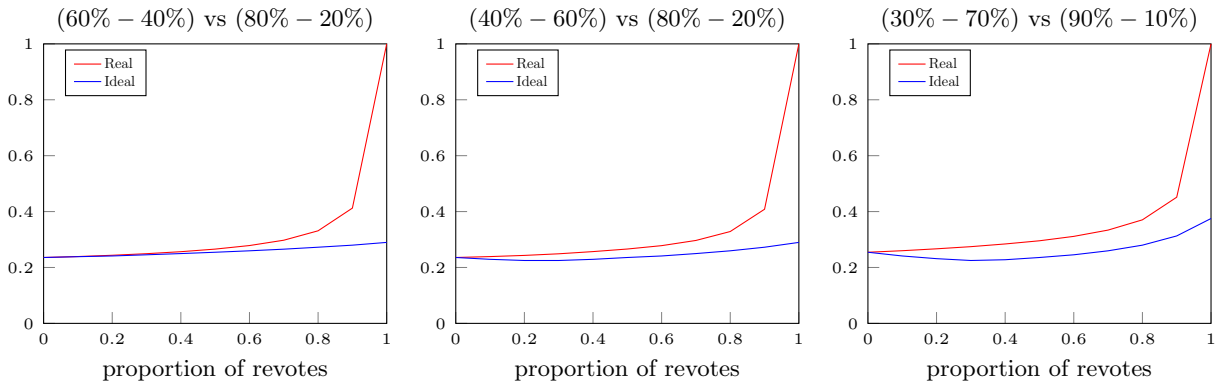 (60% − 40%) vs (80% − 20%)
1
0.8
0.6
0.4
0.2
0
Real
Ideal
0 0.2 0.4 0.6 0.8 1
proportion of revotes
(40% − 60%) vs (80% − 20%)
1
0.8
0.6
0.4
0.2
0
Real
Ideal
0 0.2 0.4 0.6 0.8 1
proportion of revotes
(30% − 70%) vs (90% − 10%)
1
0.8
0.6
0.4
0.2
0
Real
Ideal
0 0.2 0.4 0.6 0.8 1
proportion of revotes